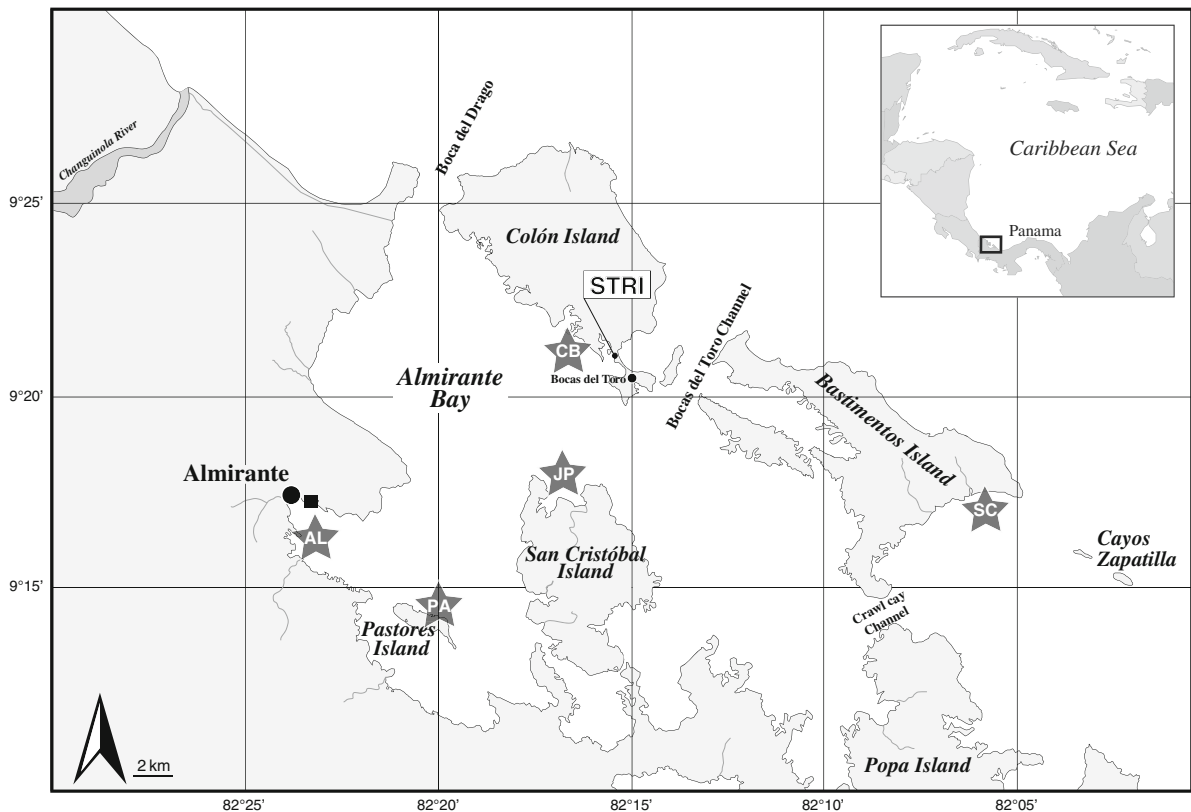 Caribbean Sea
Panama
Changuinola River
Boca del Drago
9°25’
Colón Island
STRI
Bocas del Toro Channel
CB
Bocas del Toro
Almirante
Bay
9°20’
Bastimentos Island
Almirante
JP
AL
SC
San Cristóbal
Island
Cayos
Zapatilla
9°15’
PA
Pastores
Island
Crawl cay
Channel
2 km
Popa Island
82°25’
82°20’
82°15’
82°10’
82°05’